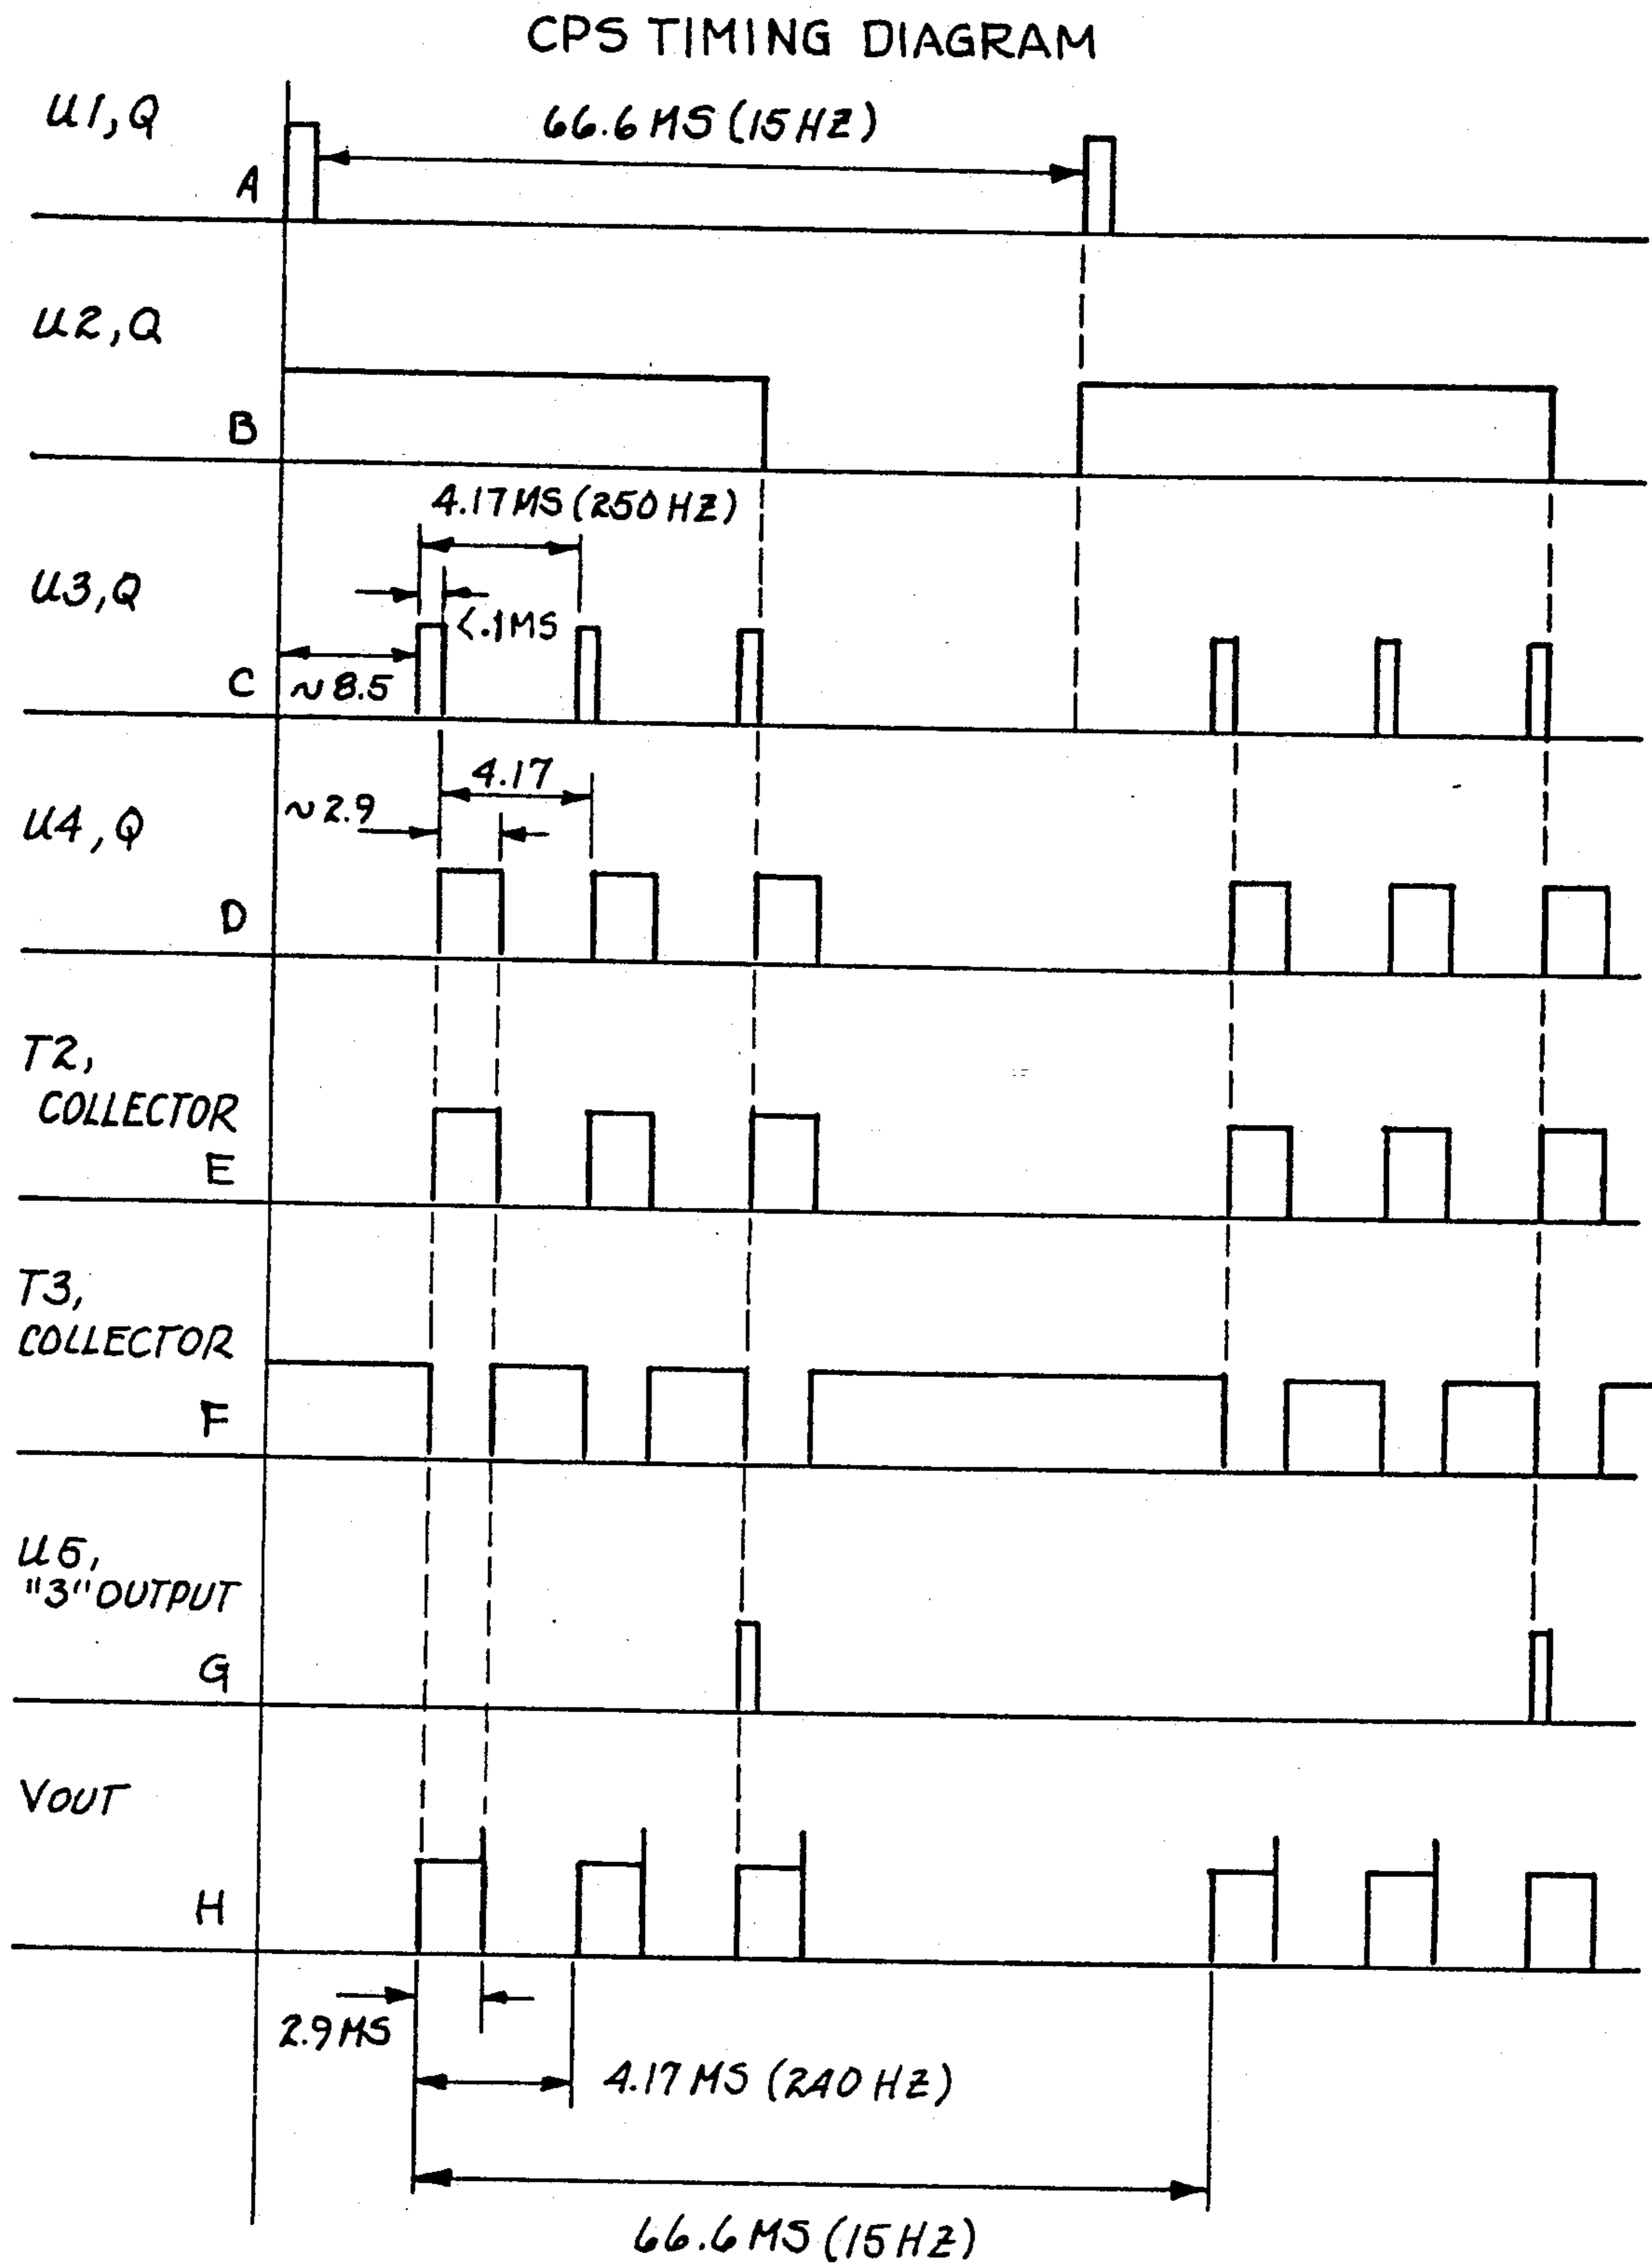 CPS TIMING DIAGRAM
U1,Q
66.6 MS (15 HZ)
A
U2,Q
B
4.17 MS (250 HZ)
U3,Q
<.1MS
C
~8.5
4.17
~2.9
U4,Q
D
T2,
COLLECTOR
E
T3,
COLLECTOR
F
U5,
"3" OUTPUT
G
VOUT
H
2.9 MS
4.17 MS (240 HZ)
66.6 MS (15 HZ)